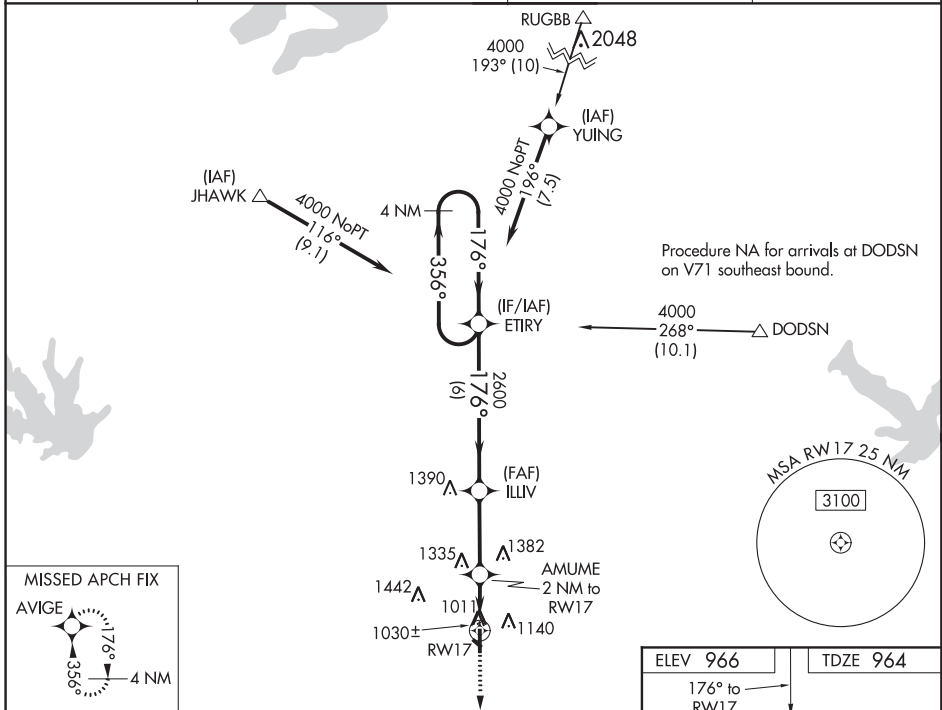 RUGBB
2048
4000
193° (10)
(IAF)
YUING
4000 NoPT
196°
(7.5)
(IAF)
JHAWK
4000 NoPT
116°
(9.1)
4 NM
356°
176°
Procedure NA for arrivals at DODSN
on V71 southeast bound.
(IF/IAF)
ETIRY
4000
268°
(10.1)
DODSN
2600
176°
(6)
MSA RW17 25 NM
3100
1390
(FAF)
ILLIV
1335
1382
AMUME
2 NM to
RW17
1442
1011
1030±
1140
RW17
MISSED APCH FIX
AVIGE
176°
356°
4 NM
ELEV 966
TDZE 964
176° to
RW17